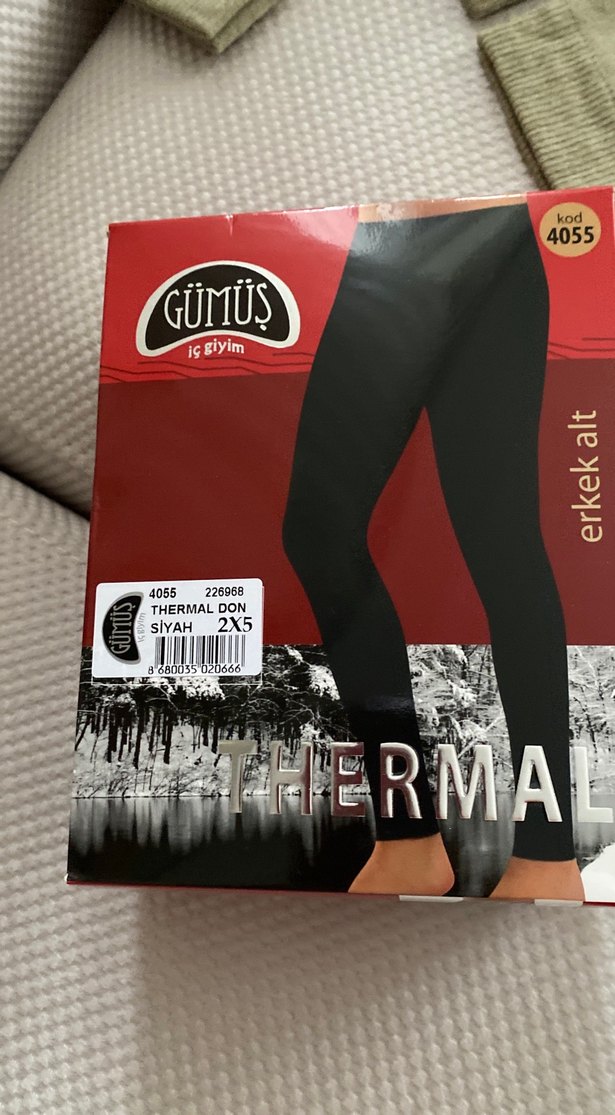 kod
4055
GÜMÜŞ
iç giyim
erkek alt
4055 226968
THERMAL DON
SİYAH 2X5
GÜMÜŞ
iç giyim
8 680035 020666
THERMAL